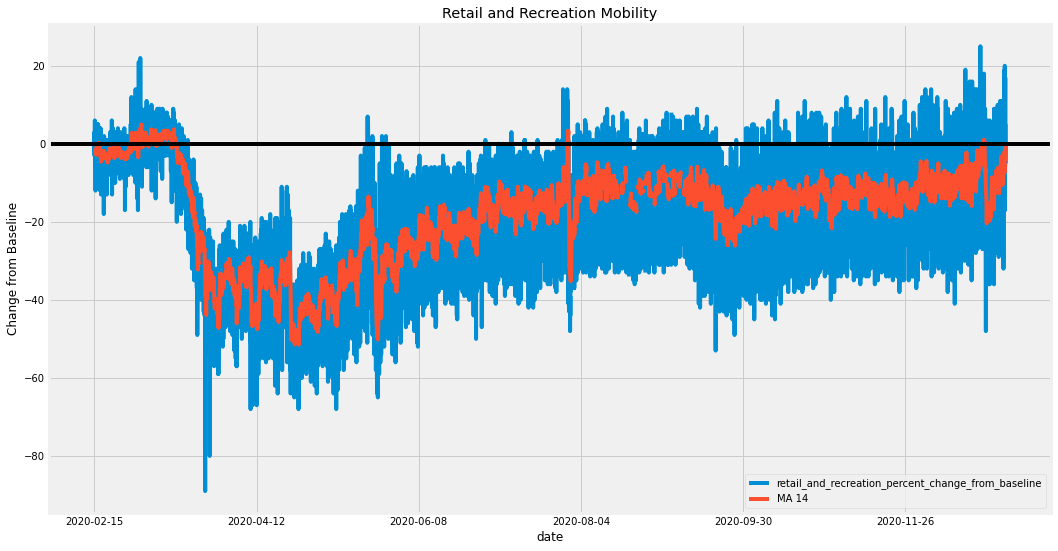 Retail and Recreation Mobility
Change from Baseline
20
0
−20
−40
−60
−80
retail_and_recreation_percent_change_from_baseline
MA 14
2020-02-15
2020-04-12
2020-06-08
2020-08-04
2020-09-30
2020-11-26
date